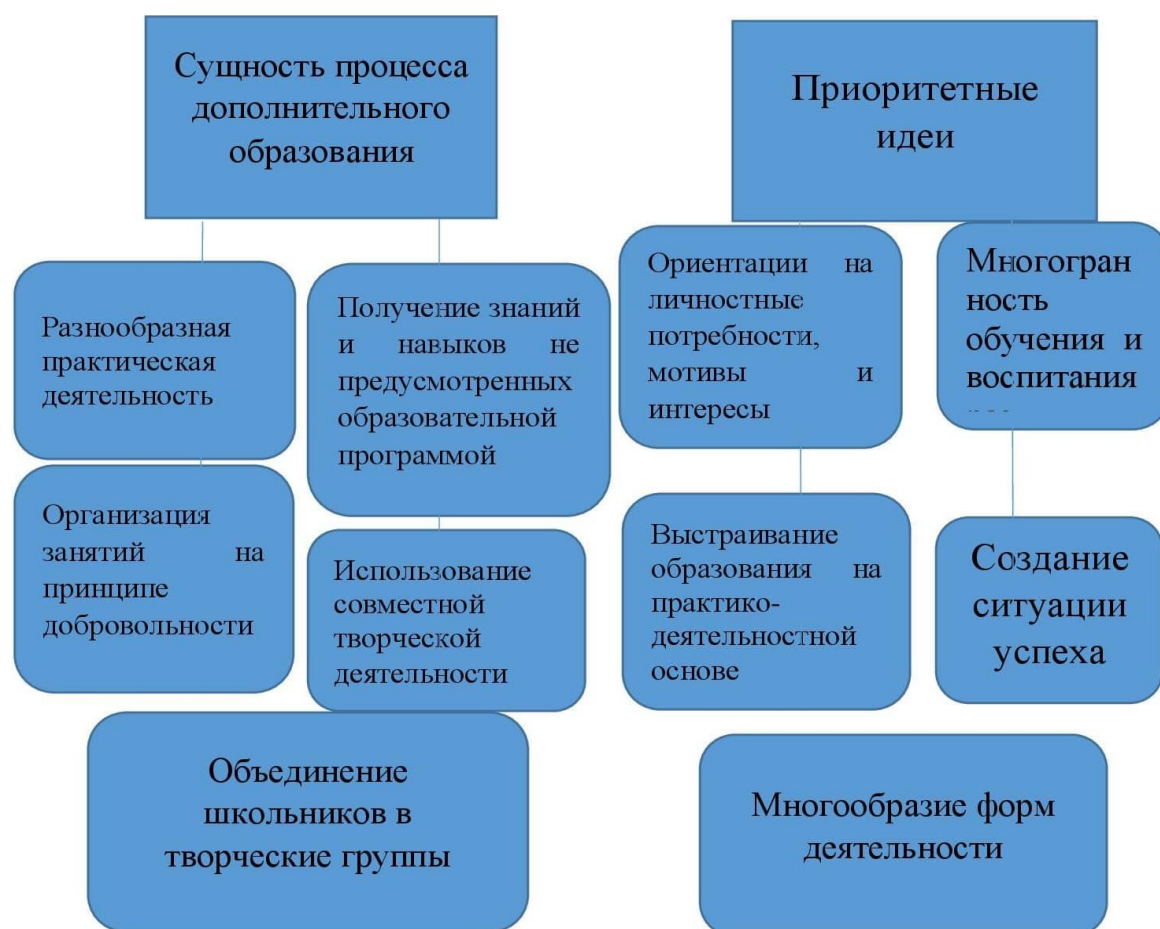 Сущность процесса
дополнительного
образования
Разнообразная
практическая
деятельность
Получение знаний
и навыков не
предусмотренных
образовательной
программой
Организация
занятий на
принципе
добровольности
Использование
совместной
творческой
деятельности
Объединение
школьников в
творческие группы
Приоритетные
идеи
Ориентации на
личностные
потребности,
мотивы и
интересы
Многогран
ность
обучения и
воспитания
Выстраивание
образования на
практико-
деятельностной
основе
Создание
ситуации
успеха
Многообразие форм
деятельности